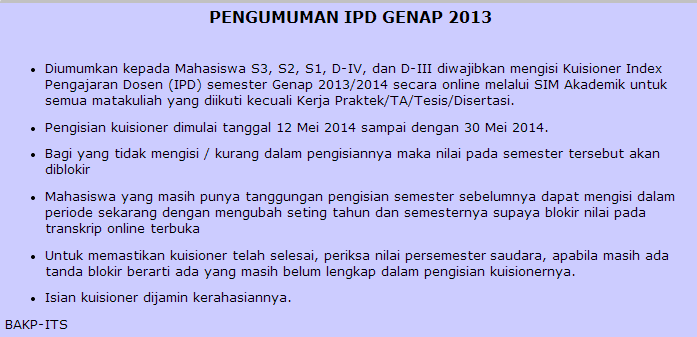 PENGUMUMAN IPD GENAP 2013
Diumumkan kepada Mahasiswa S3, S2, S1, D-IV, dan D-III diwajibkan mengisi Kuisioner Index
Pengajaran Dosen (IPD) semester Genap 2013/2014 secara online melalui SIM Akademik untuk
semua matakuliah yang diikuti kecuali Kerja Praktek/TA/Tesis/Disertasi.
Pengisian kuisioner dimulai tanggal 12 Mei 2014 sampai dengan 30 Mei 2014.
Bagi yang tidak mengisi / kurang dalam pengisiannya maka nilai pada semester tersebut akan
diblokir
Mahasiswa yang masih punya tanggungan pengisian semester sebelumnya dapat mengisi dalam
periode sekarang dengan mengubah seting tahun dan semesternya supaya blokir nilai pada
transkrip online terbuka
Untuk memastikan kuisioner telah selesai, periksa nilai persemester saudara, apabila masih ada
tanda blokir berarti ada yang masih belum lengkap dalam pengisian kuisionernya.
Isian kuisioner dijamin kerahasiannya.
BAKP-ITS